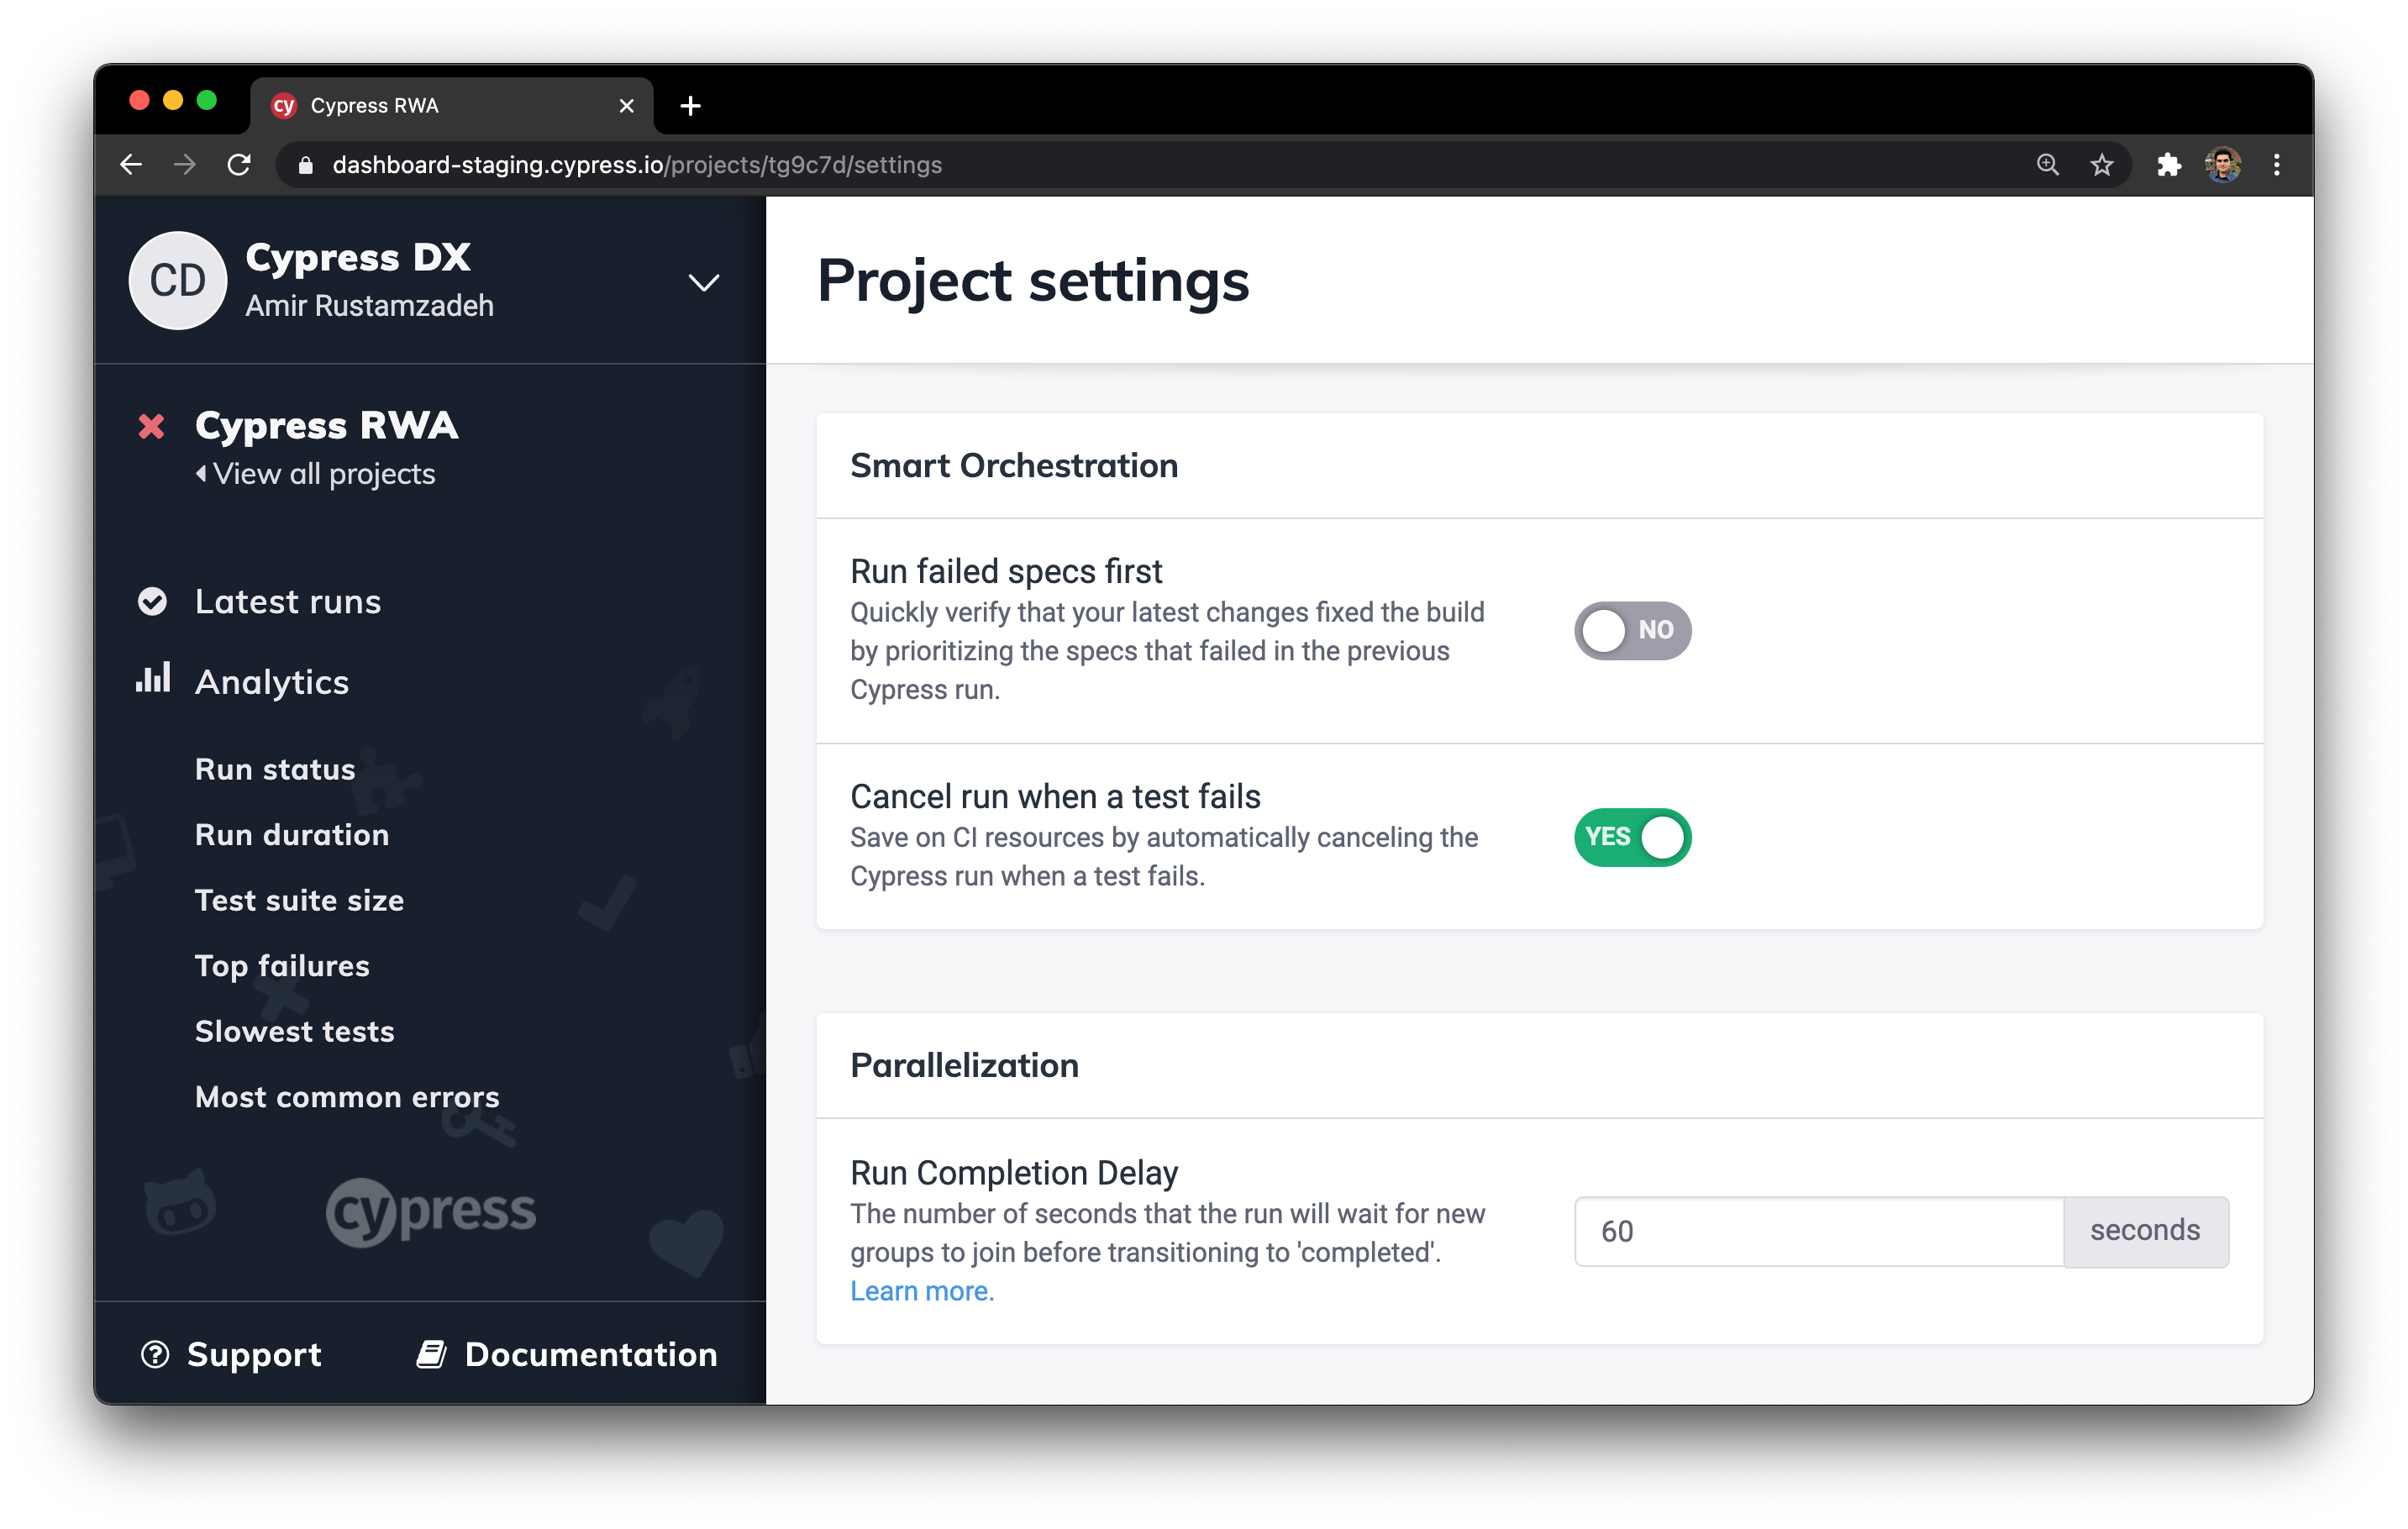 cy Cypress RWA
dashboard-staging.cypress.io/projects/tg9c7d/settings
CD
Cypress DX
Amir Rustamzadeh
Cypress RWA
View all projects
Latest runs
Analytics
Run status
Run duration
Test suite size
Top failures
Slowest tests
Most common errors
cypress
Support
Documentation
Project settings
Smart Orchestration
Run failed specs first
Quickly verify that your latest changes fixed the build
by prioritizing the specs that failed in the previous
Cypress run.
NO
Cancel run when a test fails
Save on CI resources by automatically canceling the
Cypress run when a test fails.
YES
Parallelization
Run Completion Delay
The number of seconds that the run will wait for new
groups to join before transitioning to 'completed'.
Learn more.
60 seconds